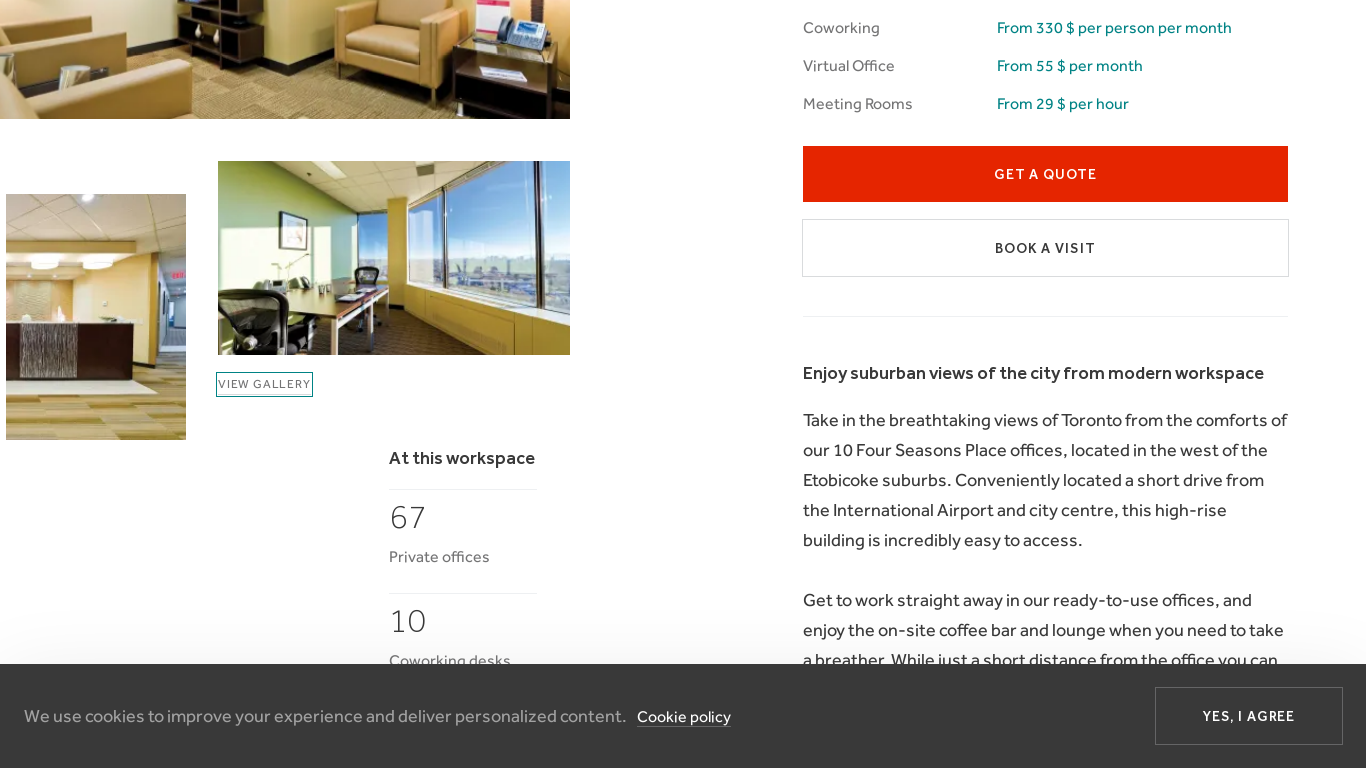 Coworking
From 330 $ per person per month
Virtual Office
From 55 $ per month
Meeting Rooms
From 29 $ per hour
GET A QUOTE
BOOK A VISIT
VIEW GALLERY
At this workspace
67
Private offices
10
Coworking desks
Enjoy suburban views of the city from modern workspace
Take in the breathtaking views of Toronto from the comforts of
our 10 Four Seasons Place offices, located in the west of the
Etobicoke suburbs. Conveniently located a short drive from
the International Airport and city centre, this high-rise
building is incredibly easy to access.
Get to work straight away in our ready-to-use offices, and
enjoy the on-site coffee bar and lounge when you need to take
a breather. While just a short distance from the office you can
We use cookies to improve your experience and deliver personalized content. Cookie policy
YES, I AGREE